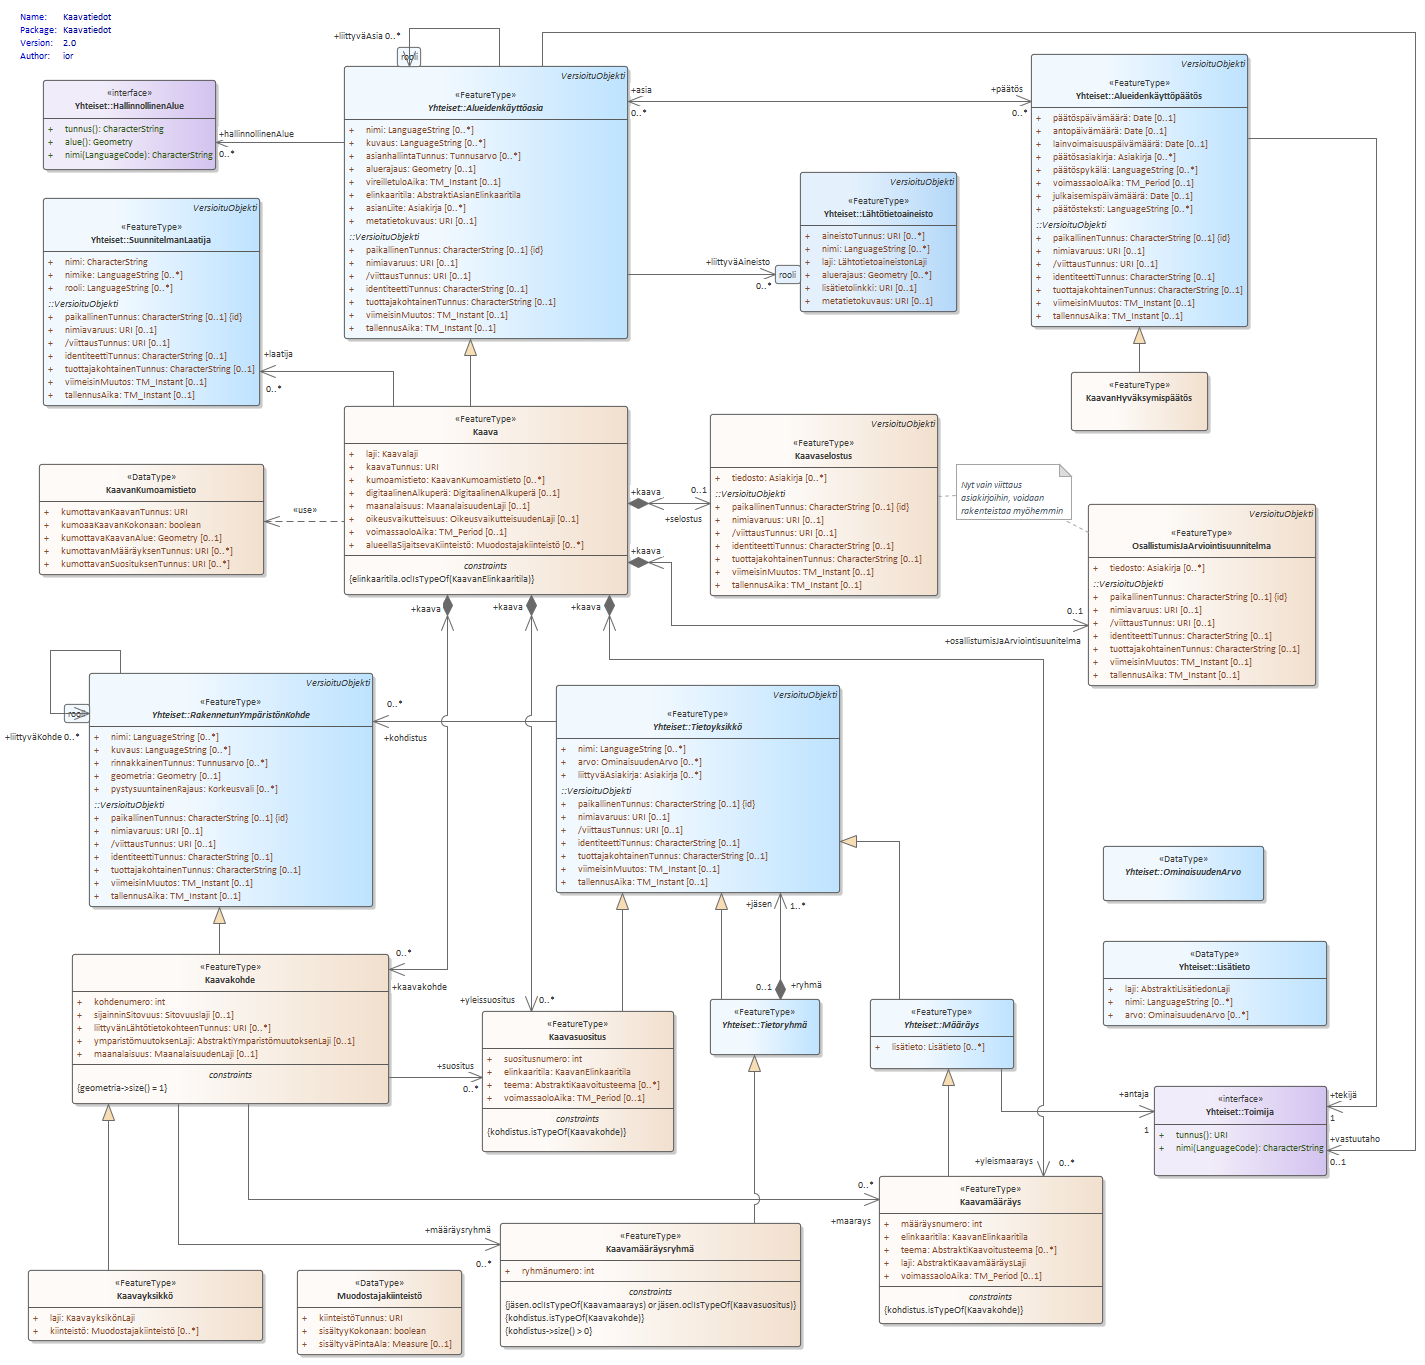 Name: Kaavatiedot
Package: Kaavatiedot
Version: 2.0
Author: ior
«interface»
Yhteiset::HallinnollinenAlue
+ tunnus(): CharacterString
+ alue(): Geometry
+ nimi(LanguageCode): CharacterString
+hallinnollinenAlue
0..*
+liittyväAsia 0..*
rooli
VersioituObjekti
«FeatureType»
Yhteiset::Alueidenkäyttöasia
+ nimi: LanguageString [0..*]
+ kuvaus: LanguageString [0..*]
+ asianhallintaTunnus: Tunnusarvo [0..*]
+ aluerajaus: Geometry [0..1]
+ vireilletuloAika: TM_Instant [0..1]
+ elinkaaritila: AbstraktiAsianElinkaaritila
+ asianLiite: Asiakirja [0..*]
+ metatietokuvaus: URI [0..1]
::VersioituObjekti
+ paikallinenTunnus: CharacterString [0..1] {id}
+ nimiavaruus: URI [0..1]
+ /viittausTunnus: URI [0..1]
+ identiteettiTunnus: CharacterString [0..1]
+ tuottajakohtainenTunnus: CharacterString [0..1]
+ viimeisinMuutos: TM_Instant [0..1]
+ tallennusAika: TM_Instant [0..1]
+asia
0..*
+päätös
0..*
VersioituObjekti
«FeatureType»
Yhteiset::Alueidenkäyttöpäätös
+ päätöspäivämäärä: Date [0..1]
+ antopäivämäärä: Date [0..1]
+ lainvoimaisuuspäivämäärä: Date [0..1]
+ päätösasiakirja: Asiakirja [0..*]
+ päätöspykälä: LanguageString [0..*]
+ voimassaoloAika: TM_Period [0..1]
+ julkaisemispäivämäärä: Date [0..1]
+ päätösteksti: LanguageString [0..*]
::VersioituObjekti
+ paikallinenTunnus: CharacterString [0..1] {id}
+ nimiavaruus: URI [0..1]
+ /viittausTunnus: URI [0..1]
+ identiteettiTunnus: CharacterString [0..1]
+ tuottajakohtainenTunnus: CharacterString [0..1]
+ viimeisinMuutos: TM_Instant [0..1]
+ tallennusAika: TM_Instant [0..1]
VersioituObjekti
«FeatureType»
Yhteiset::Lähtötietoaineisto
+ aineistoTunnus: URI [0..*]
+ nimi: LanguageString [0..*]
+ laji: LähtotietoaineistonLaji
+ aluerajaus: Geometry [0..*]
+ lisätietolinkki: URI [0..1]
+ metatietokuvaus: URI [0..1]
+liittyväAineisto
0..*
rooli
VersioituObjekti
«FeatureType»
Yhteiset::SuunnitelmanLaatija
+ nimi: CharacterString
+ nimike: LanguageString [0..*]
+ rooli: LanguageString [0..*]
::VersioituObjekti
+ paikallinenTunnus: CharacterString [0..1] {id}
+ nimiavaruus: URI [0..1]
+ /viittausTunnus: URI [0..1]
+ identiteettiTunnus: CharacterString [0..1]
+ tuottajakohtainenTunnus: CharacterString [0..1]
+ viimeisinMuutos: TM_Instant [0..1]
+ tallennusAika: TM_Instant [0..1]
+laatija
0..*
«FeatureType»
KaavanHyväksymispäätös
«FeatureType»
Kaava
+ laji: Kaavalaji
+ kaavaTunnus: URI
+ kumoamistieto: KaavanKumoamistieto [0..*]
+ digitaalinenAlkuperä: DigitaalinenAlkuperä [0..1]
+ maanalaisuus: MaanalaisuudenLaji [0..1]
+ oikeusvaikutteisuus: OikeusvaikutteisuudenLaji [0..1]
+ voimassaoloAika: TM_Period [0..1]
+ alueellaSijaitsevaKiinteistö: Muodostajakiinteistö [0..*]
constraints
{elinkaaritila.oclIsTypeOf(KaavanElinkaaritila)}
«DataType»
KaavanKumoamistieto
+ kumottavanKaavanTunnus: URI
+ kumoaaKaavanKokonaan: boolean
+ kumottavaKaavanAlue: Geometry [0..1]
+ kumottavanMääräyksenTunnus: URI [0..*]
+ kumottavanSuosituksenTunnus: URI [0..*]
«use»
+kaava
0..1
+selostus
VersioituObjekti
«FeatureType»
Kaavaselostus
+ tiedosto: Asiakirja [0..*]
::VersioituObjekti
+ paikallinenTunnus: CharacterString [0..1] {id}
+ nimiavaruus: URI [0..1]
+ /viittausTunnus: URI [0..1]
+ identiteettiTunnus: CharacterString [0..1]
+ tuottajakohtainenTunnus: CharacterString [0..1]
+ viimeisinMuutos: TM_Instant [0..1]
+ tallennusAika: TM_Instant [0..1]
Nyt vain viittaus
asiakirjoihin, voidaan
rakenteistaa myöhemmin
VersioituObjekti
«FeatureType»
OsallistumisJaArviointisuunnitelma
+ tiedosto: Asiakirja [0..*]
::VersioituObjekti
+ paikallinenTunnus: CharacterString [0..1] {id}
+ nimiavaruus: URI [0..1]
+ /viittausTunnus: URI [0..1]
+ identiteettiTunnus: CharacterString [0..1]
+ tuottajakohtainenTunnus: CharacterString [0..1]
+ viimeisinMuutos: TM_Instant [0..1]
+ tallennusAika: TM_Instant [0..1]
+kaava
0..1
+osallistumisJaArviointisuunitelma
+kaava
+kaava
+kaava
rooli
+liittyväKohde 0..*
VersioituObjekti
«FeatureType»
Yhteiset::RakennetunYmpäristönKohde
+ nimi: LanguageString [0..*]
+ kuvaus: LanguageString [0..*]
+ rinnakkainenTunnus: Tunnusarvo [0..*]
+ geometria: Geometry [0..1]
+ pystysuuntainenRajaus: Korkeusvali [0..*]
::VersioituObjekti
+ paikallinenTunnus: CharacterString [0..1] {id}
+ nimiavaruus: URI [0..1]
+ /viittausTunnus: URI [0..1]
+ identiteettiTunnus: CharacterString [0..1]
+ tuottajakohtainenTunnus: CharacterString [0..1]
+ viimeisinMuutos: TM_Instant [0..1]
+ tallennusAika: TM_Instant [0..1]
0..*
+kohdistus
VersioituObjekti
«FeatureType»
Yhteiset::Tietoyksikkö
+ nimi: LanguageString [0..*]
+ arvo: OminaisuudenArvo [0..*]
+ liittyväAsiakirja: Asiakirja [0..*]
::VersioituObjekti
+ paikallinenTunnus: CharacterString [0..1] {id}
+ nimiavaruus: URI [0..1]
+ /viittausTunnus: URI [0..1]
+ identiteettiTunnus: CharacterString [0..1]
+ tuottajakohtainenTunnus: CharacterString [0..1]
+ viimeisinMuutos: TM_Instant [0..1]
+ tallennusAika: TM_Instant [0..1]
«DataType»
Yhteiset::OminaisuudenArvo
«DataType»
Yhteiset::Lisätieto
+ laji: AbstraktiLisätiedonLaji
+ nimi: LanguageString [0..*]
+ arvo: OminaisuudenArvo [0..*]
+jäsen
1..*
0..1
+ryhmä
«FeatureType»
Yhteiset::Tietoryhmä
«FeatureType»
Yhteiset::Määräys
+ lisätieto: Lisätieto [0..*]
0..*
+kaavakohde
+yleissuositus
0..*
«FeatureType»
Kaavakohde
+ kohdenumero: int
+ sijainninSitovuus: Sitovuuslaji [0..1]
+ liittyvänLähtötietokohteenTunnus: URI [0..*]
+ ymparistömuutoksenLaji: AbstraktiYmparistömuutoksenLaji [0..1]
+ maanalaisuus: MaanalaisuudenLaji [0..1]
constraints
{geometria->size() = 1}
+suositus
0..*
«FeatureType»
Kaavasuositus
+ suositusnumero: int
+ elinkaaritila: KaavanElinkaaritila
+ teema: AbstraktiKaavoitusteema [0..*]
+ voimassaoloAika: TM_Period [0..1]
constraints
{kohdistus.isTypeOf(Kaavakohde)}
+antaja
1
«interface»
Yhteiset::Toimija
+ tunnus(): URI
+ nimi(LanguageCode): CharacterString
+tekijä
1
+vastuutaho
0..1
+yleismaarays
0..*
0..*
+maarays
«FeatureType»
Kaavamääräys
+ määräysnumero: int
+ elinkaaritila: KaavanElinkaaritila
+ teema: AbstraktiKaavoitusteema [0..*]
+ laji: AbstraktiKaavamääräysLaji
+ voimassaoloAika: TM_Period [0..1]
constraints
{kohdistus.isTypeOf(Kaavakohde)}
+määräysryhmä
0..*
«FeatureType»
Kaavamääräysryhmä
+ ryhmänumero: int
constraints
{jäsen.oclIsTypeOf(Kaavamaarays) or jäsen.oclIsTypeOf(Kaavasuositus)}
{kohdistus.isTypeOf(Kaavakohde)}
{kohdistus->size() > 0}
«FeatureType»
Kaavayksikkö
+ laji: KaavayksikönLaji
+ kiinteistö: Muodostajakiinteistö [0..*]
«DataType»
Muodostajakiinteistö
+ kiinteistöTunnus: URI
+ sisältyyKokonaan: boolean
+ sisältyväPintaAla: Measure [0..1]